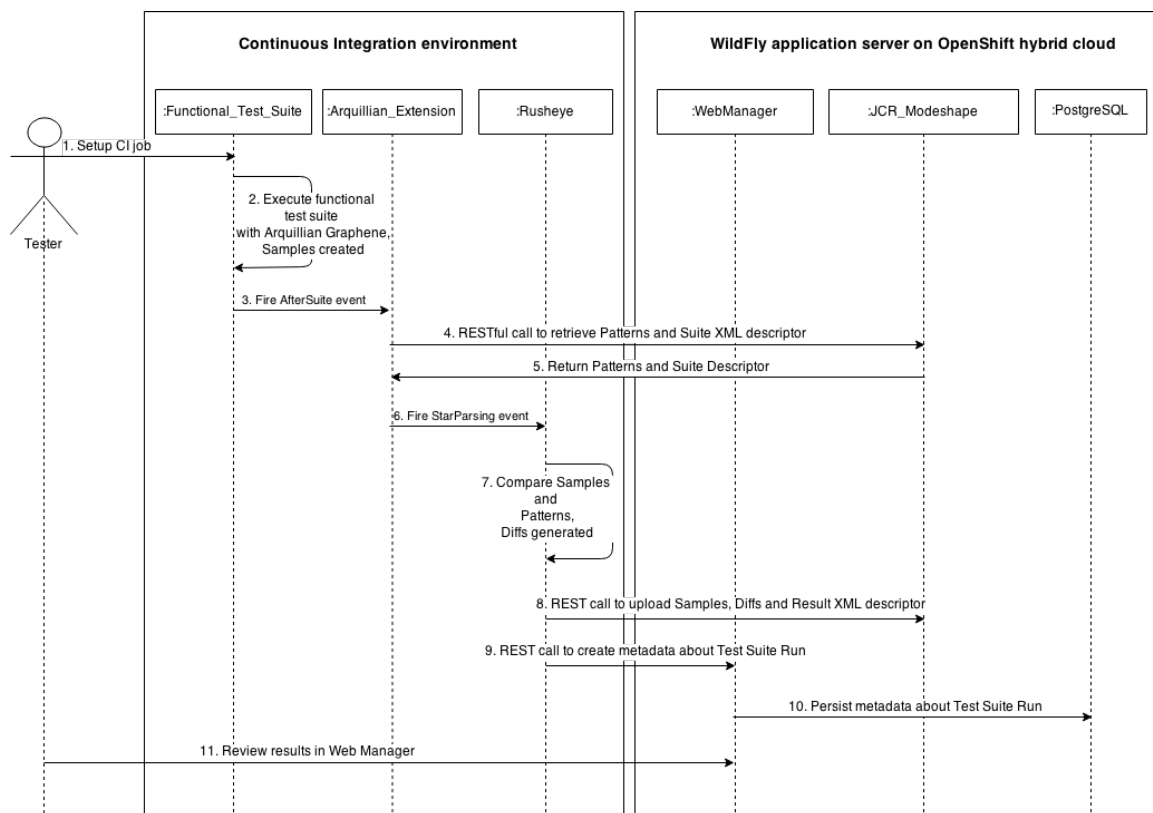 Continuous Integration environment
WildFly application server on OpenShift hybrid cloud
:Functional_Test_Suite
:Arquillian_Extension
:Rusheye
:WebManager
:JCR_Modeshape
:PostgreSQL
1. Setup CI job
Tester
2. Execute functional
test suite
with Arquillian Graphene,
Samples created
3. Fire AfterSuite event
4. RESTful call to retrieve Patterns and Suite XML descriptor
5. Return Patterns and Suite Descriptor
6. Fire StarParsing event
7. Compare Samples
and
Patterns,
Diffs generated
8. REST call to upload Samples, Diffs and Result XML descriptor
9. REST call to create metadata about Test Suite Run
10. Persist metadata about Test Suite Run
11. Review results in Web Manager